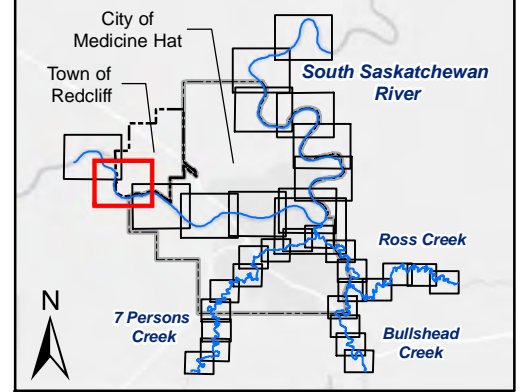 City of
Medicine Hat
Town of
Redcliff
South Saskatchewan
River
Ross Creek
N
7 Persons
Creek
Bullshead
Creek